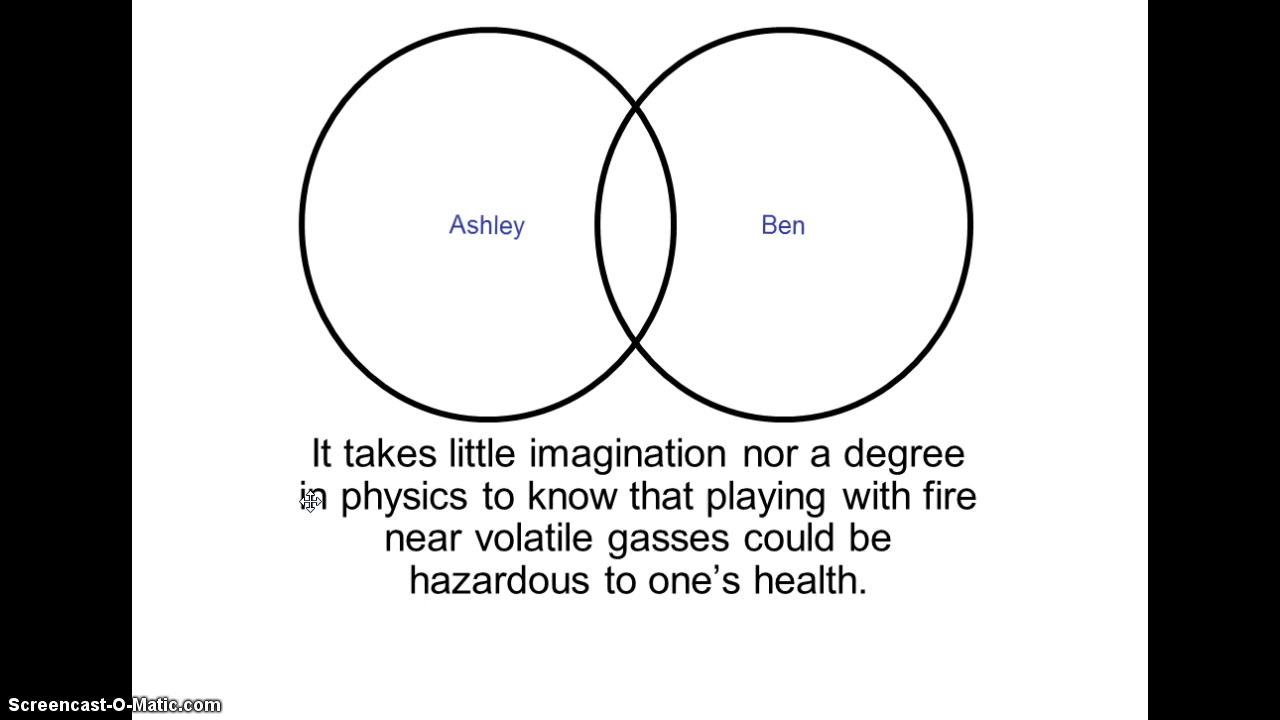 Ashley
Ben
It takes little imagination nor a degree
in physics to know that playing with fire
near volatile gasses could be
hazardous to one’s health.
Screencast-O-Matic.com